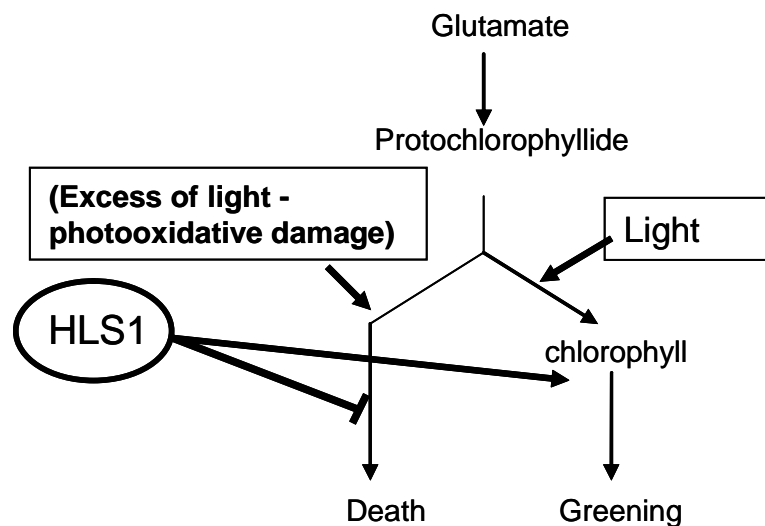 Glutamate
Protochlorophyllide
(Excess of light -
photooxidative damage)
Light
HLS1
chlorophyll
Death
Greening